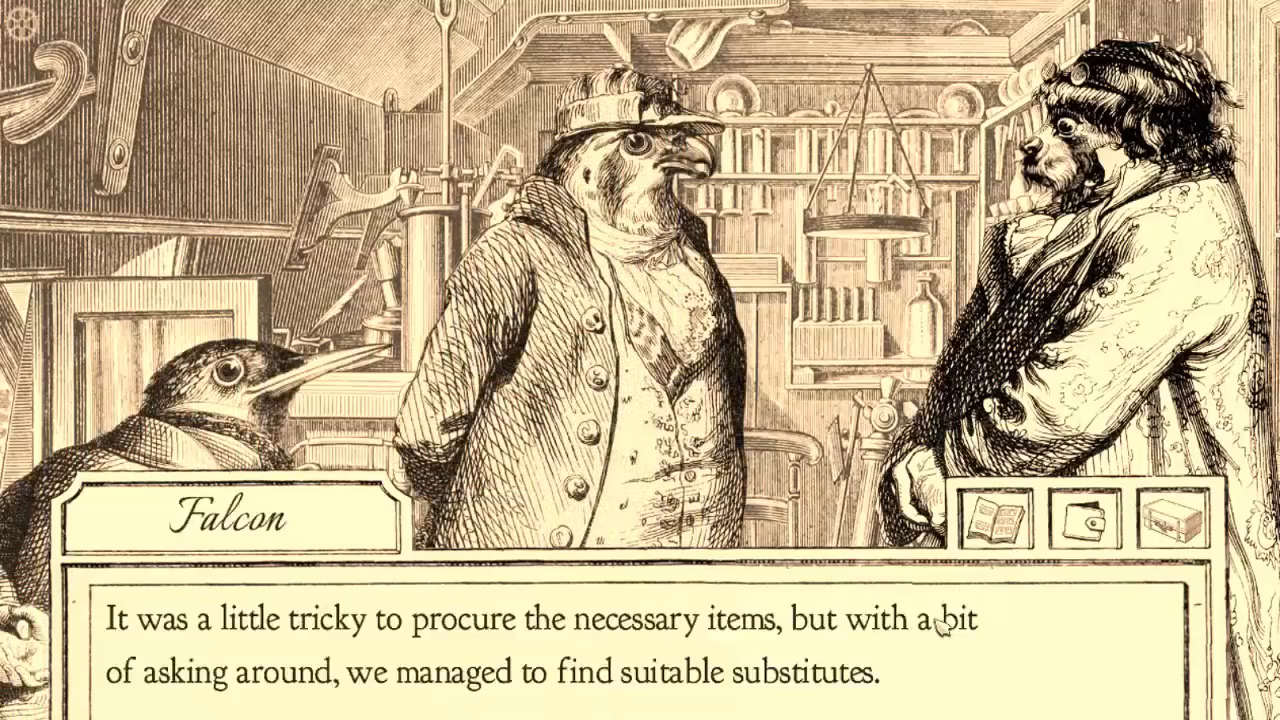 Falcon
It was a little tricky to procure the necessary items, but with a bit
of asking around, we managed to find suitable substitutes.